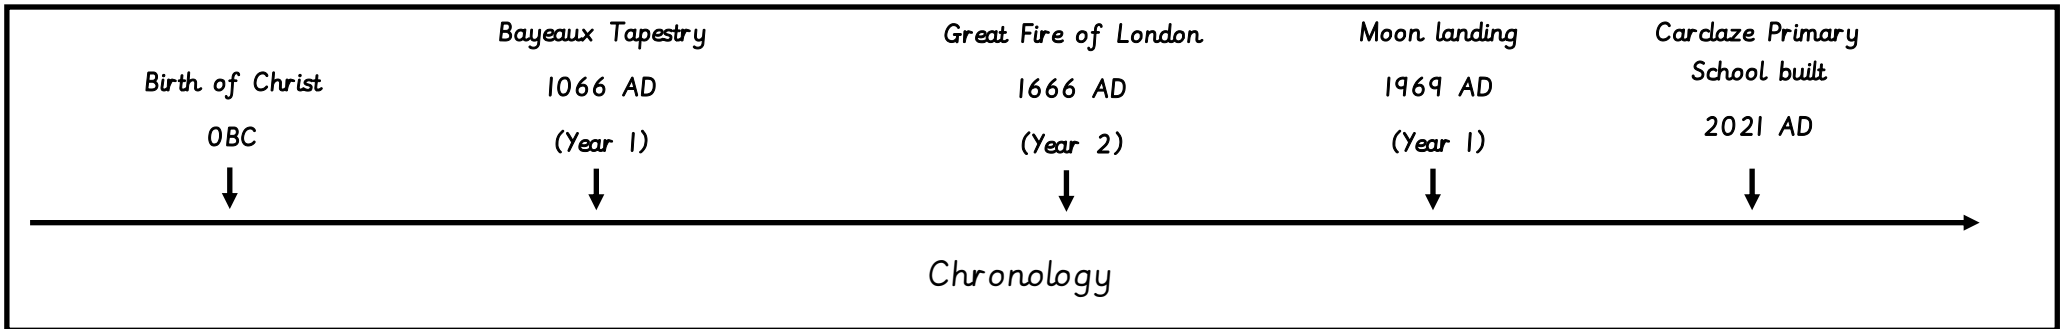 Birth of Christ
0BC
Bayeaux Tapestry
1066 AD
(Year 1)
Great Fire of London
1666 AD
(Year 2)
Moon landing
1969 AD
(Year 1)
Carclaze Primary
School built
2021 AD
Chronology